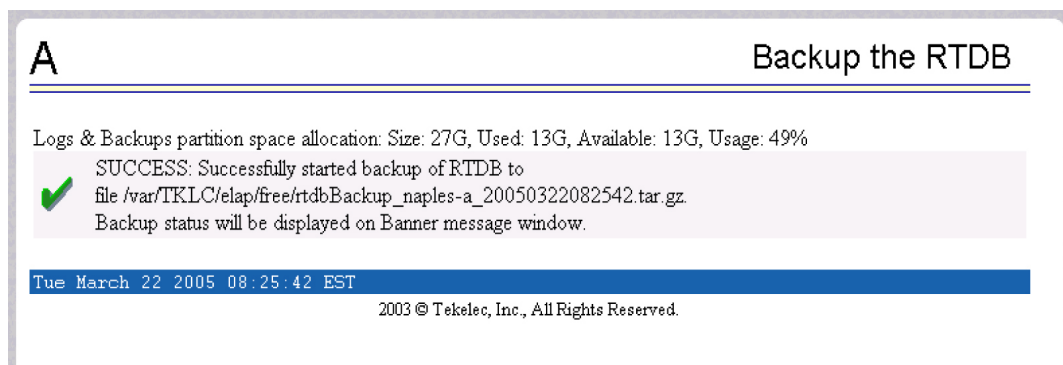 A
Backup the RTDB
Logs & Backups partition space allocation: Size: 27G, Used: 13G, Available: 13G, Usage: 49%
SUCCESS: Successfully started backup of RTDB to
file /var/TKLC/elap/free/rtdbBackup_naples-a_20050322082542.tar.gz.
Backup status will be displayed on Banner message window.
Tue March 22 2005 08:25:42 EST
2003 © Tekelec, Inc., All Rights Reserved.